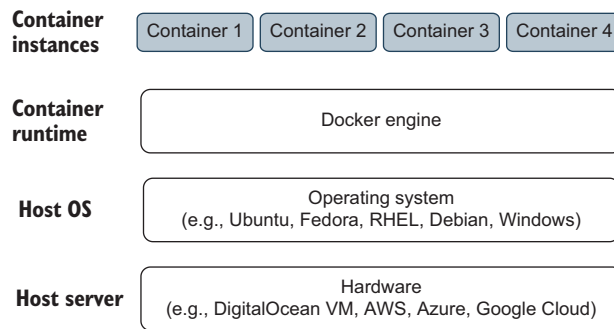 Container
instances
Container 1
Container 2
Container 3
Container 4
Container
runtime
Docker engine
Host OS
Operating system
(e.g., Ubuntu, Fedora, RHEL, Debian, Windows)
Host server
Hardware
(e.g., DigitalOcean VM, AWS, Azure, Google Cloud)